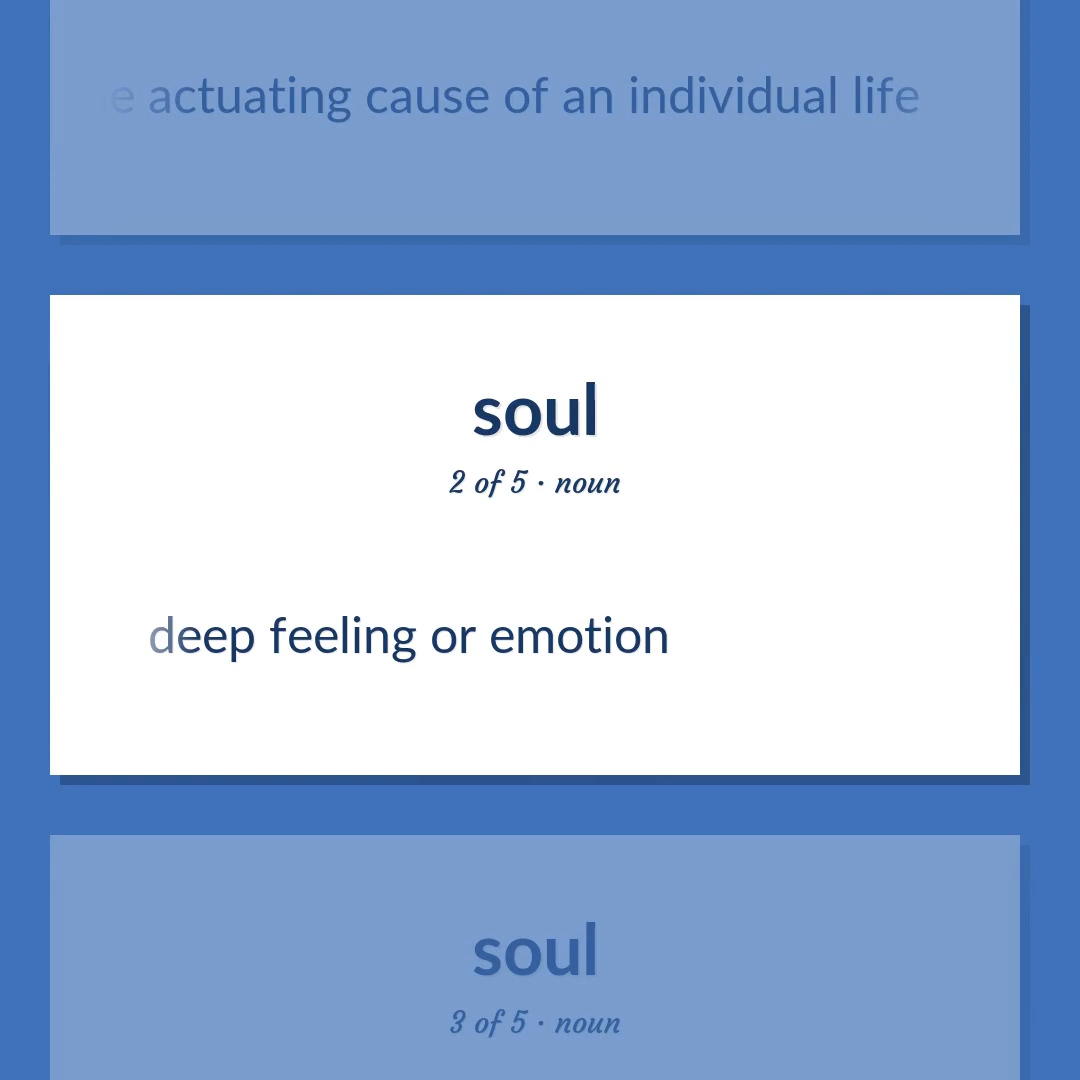 actuating cause of an individual life
soul
2 of 5 · noun
deep feeling or emotion
soul
3 of 5 · noun